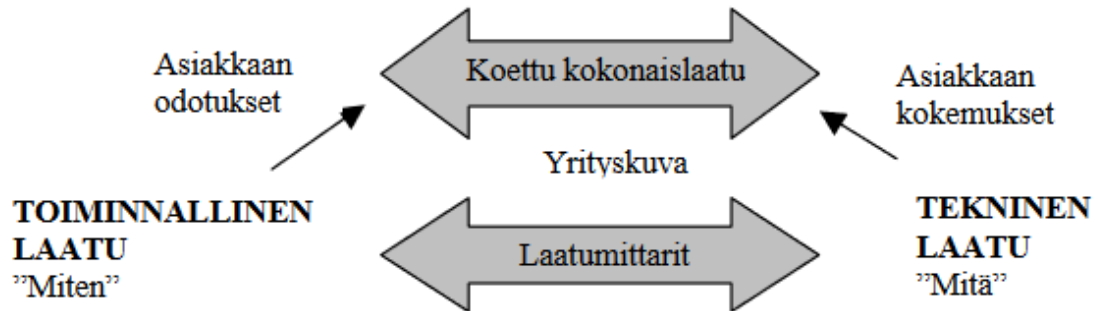 Asiakkaan
odotukset
Koettu kokonaislaatu
Asiakkaan
kokemukset
Yrityskuva
TOIMINNALLINEN
LAATU
”Miten”
Laatumittarit
TEKNINEN
LAATU
”Mitä”